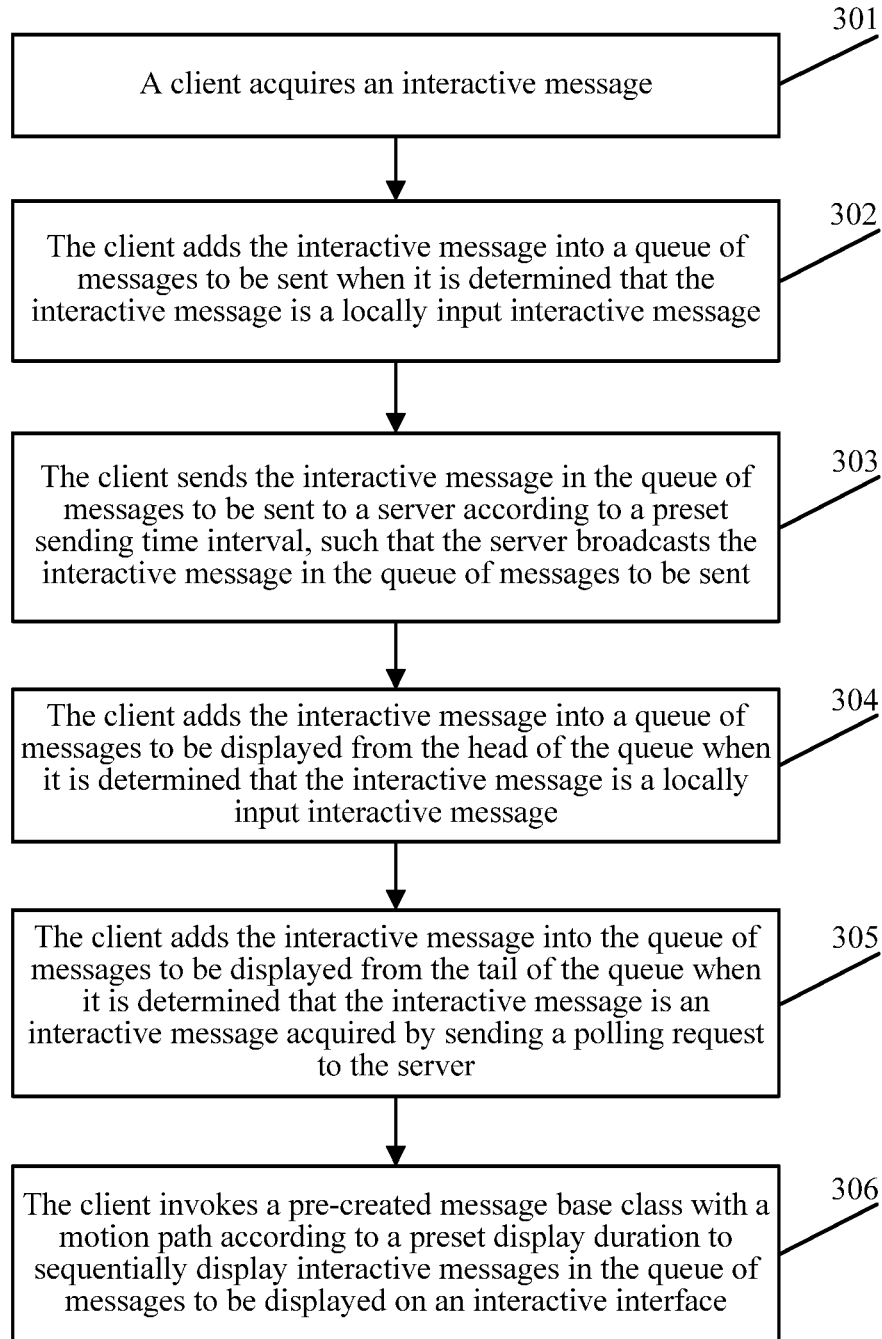 301
A client acquires an interactive message
302
The client adds the interactive message into a queue of
messages to be sent when it is determined that the
interactive message is a locally input interactive message
303
The client sends the interactive message in the queue of
messages to be sent to a server according to a preset
sending time interval, such that the server broadcasts the
interactive message in the queue of messages to be sent
304
The client adds the interactive message into a queue of
messages to be displayed from the head of the queue when
it is determined that the interactive message is a locally
input interactive message
305
The client adds the interactive message into the queue of
messages to be displayed from the tail of the queue when
it is determined that the interactive message is an
interactive message acquired by sending a polling request
to the server
306
The client invokes a pre-created message base class with a
motion path according to a preset display duration to
sequentially display interactive messages in the queue of
messages to be displayed on an interactive interface